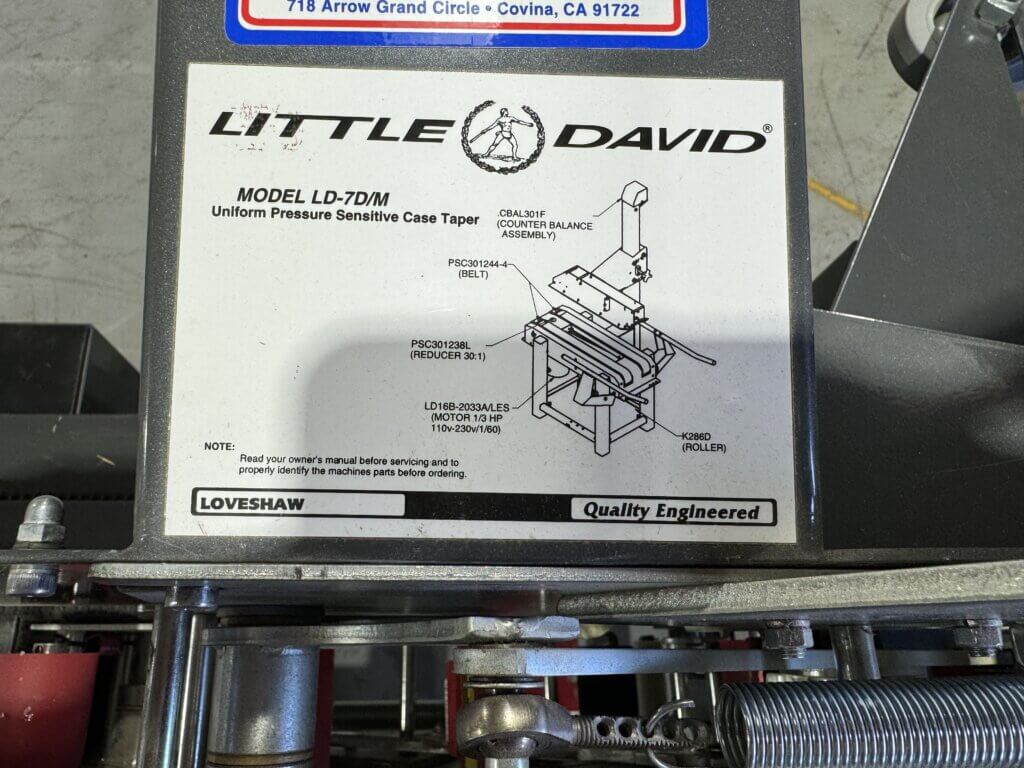 718 Arrow Grand Circle • Covina, CA 91722
LITTLE DAVID®
MODEL LD-7D/M
Uniform Pressure Sensitive Case Taper
.CBAL301F
(COUNTER BALANCE
ASSEMBLY)
PSC301244-4
(BELT)
PSC301238L
(REDUCER 30:1)
LD16B-2033A/LES
(MOTOR 1/3 HP
110v-230v/1/60)
K286D
(ROLLER)
NOTE:
Read your owner's manual before servicing and to
properly identify the machines parts before ordering.
LOVESHAW
Quality Engineered